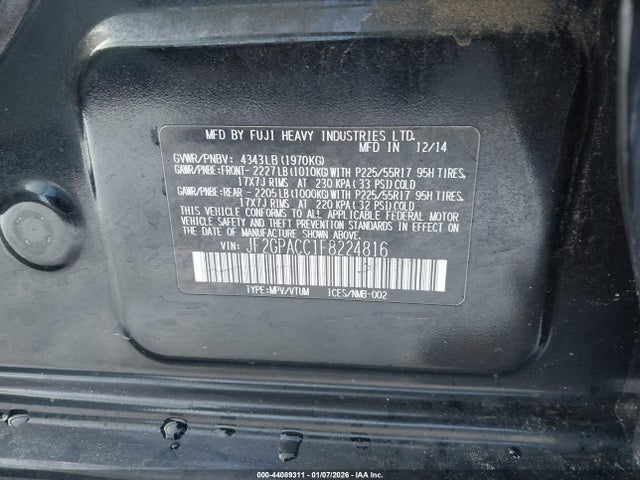 MFD BY FUJI HEAVY INDUSTRIES LTD.
MFD IN 12/14
GVWR/PNBV: 4343LB(1970KG)
GAWR/PNBE:FRONT-2227LB(1010KG)WITH P225/55R17 95H TIRES,
17X7J RIMS AT 230 KPA(33 PSI)COLD
GAWR/PNBE:REAR -2205LB(1000KG)WITH P225/55R17 95H TIRES,
17X7J RIMS AT 220 KPA(32 PSI)COLD
THIS VEHICLE CONFORMS TO ALL APPLICABLE FEDERAL MOTOR
VEHICLE SAFETY AND THEFT PREVENTION STANDARDS IN EFFECT ON
THE DATE OF MANUFACTURE SHOWN ABOVE.
VIN: JF2GPACC1F8224816
TYPE:MPV/VTUM ICES/NMB-002
000-44089311 - 01/07/2026 - IAA Inc.